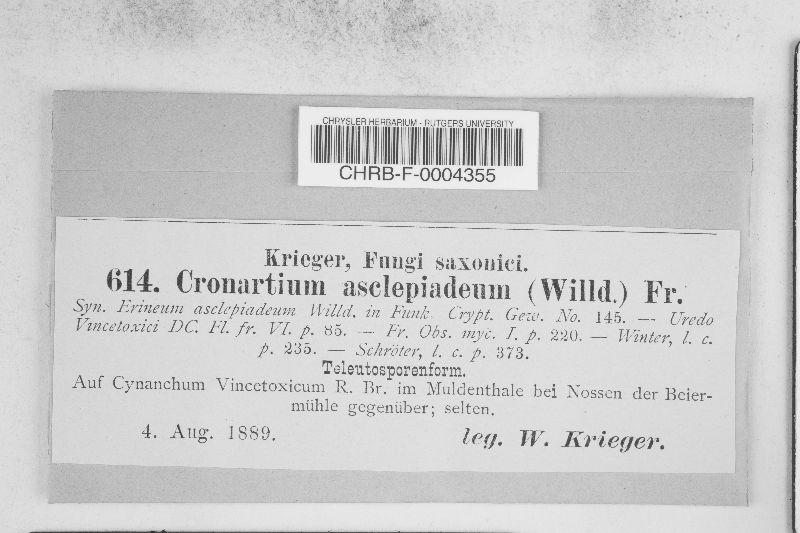 CHRYSLER HERBARIUM - RUTGERS UNIVERSITY
CHRB-F-0004355
Krieger, Fungi saxonici.
614. Cronartium asclepiadeum (Willd.) Fr.
Syn. Erineum asclepiadeum Willd. in Funk Crypt. Gew. No. 145. — Uredo
Vincetoxici DC. Fl. fr. VI. p. 85. — Fr. Obs. myc. I. p. 220. — Winter, l. c.
p. 235. — Schröter, l. c. p. 373.
Teleutosporenform.
Auf Cynanchum Vincetoxicum R. Br. im Muldenthale bei Nossen der Beier-
mühle gegenüber; selten.
4. Aug. 1889. leg. W. Krieger.